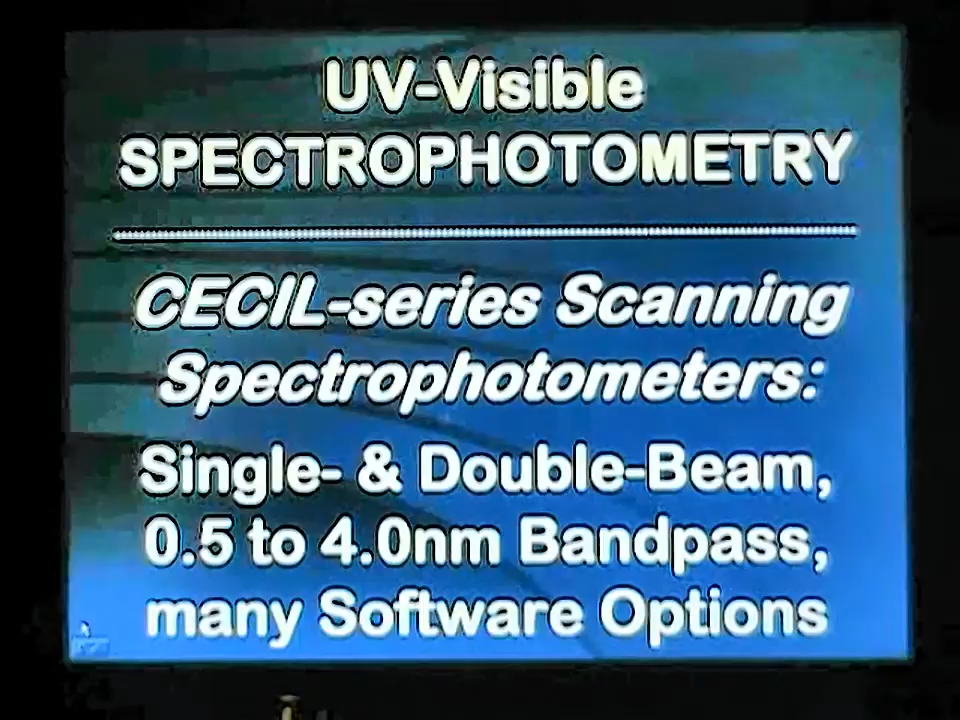 UV-Visible
SPECTROPHOTOMETRY
CECIL-series Scanning
Spectrophotometers:
Single- & Double-Beam,
0.5 to 4.0nm Bandpass,
many Software Options